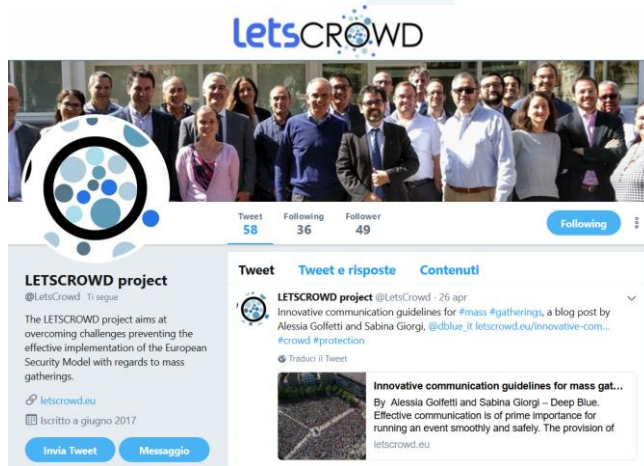 LETSCROWD
Tweet Following Follower
58 36 49
Following
LETSCROWD project
@LetsCrowd Ti segue
The LETSCROWD project aims at
overcoming challenges preventing the
effective implementation of the European
Security Model with regards to mass
gatherings.
letscrowd.eu
Iscritto a giugno 2017
Invia Tweet Messaggio
Tweet Tweet e risposte Contenuti
LETSCROWD project @LetsCrowd · 26 apr
Innovative communication guidelines for #mass #gatherings, a blog post by
Alessia Golfetti and Sabina Giorgi, @dblue_it letscrowd.eu/innovative-com...
#crowd #protection
Traduci il Tweet
Innovative communication guidelines for mass gat...
By Alessia Golfetti and Sabina Giorgi – Deep Blue.
Effective communication is of prime importance for
running an event smoothly and safely. The provision of
letscrowd.eu